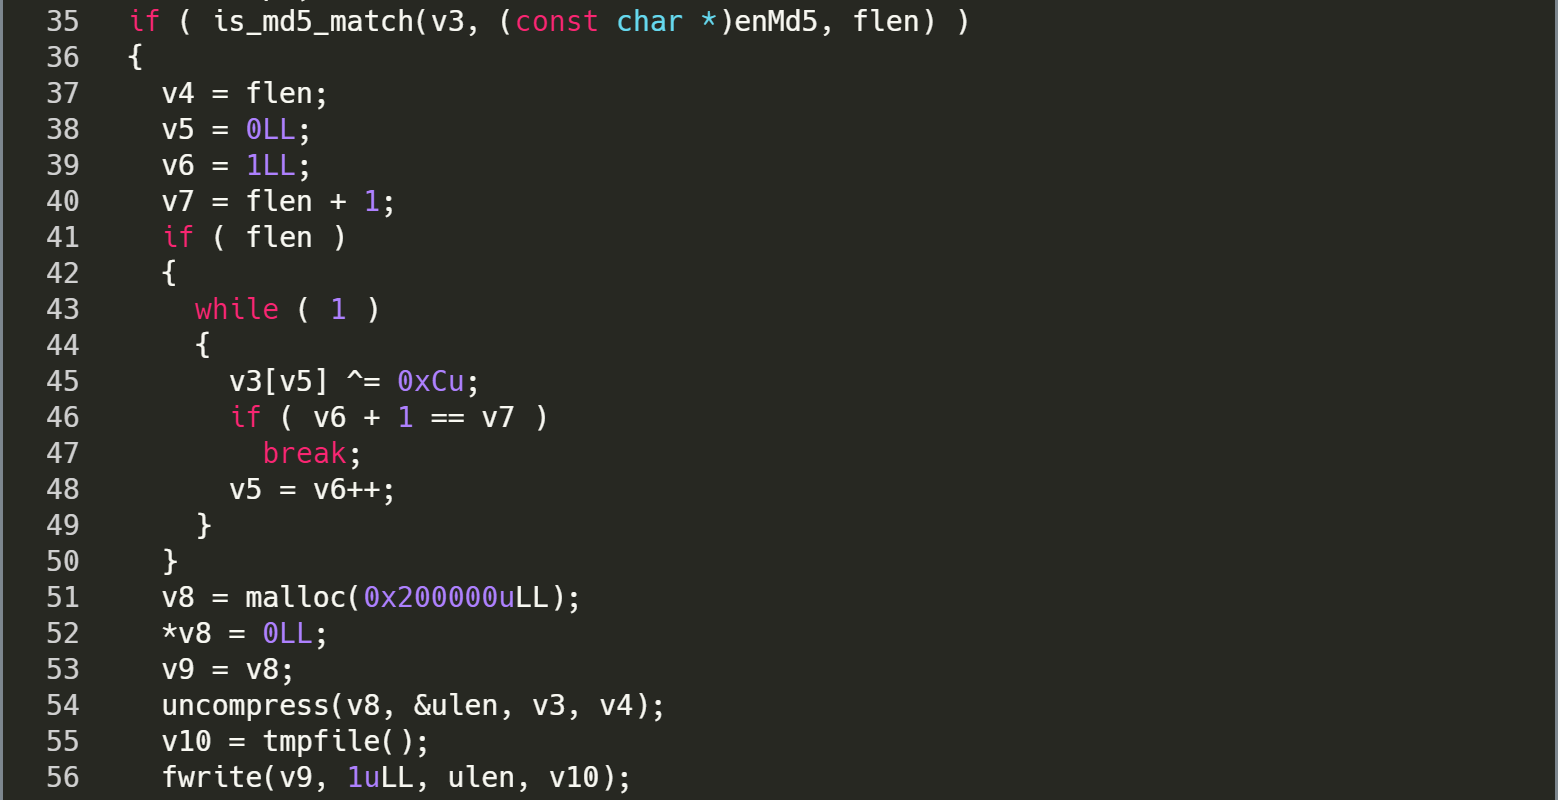 35 if ( is_md5_match(v3, (const char *)enMd5, flen) )
36 {
37 v4 = flen;
38 v5 = 0LL;
39 v6 = 1LL;
40 v7 = flen + 1;
41 if ( flen )
42 {
43 while ( 1 )
44 {
45 v3[v5] ^= 0xCu;
46 if ( v6 + 1 == v7 )
47 break;
48 v5 = v6++;
49 }
50 }
51 v8 = malloc(0x200000uLL);
52 *v8 = 0LL;
53 v9 = v8;
54 uncompress(v8, &ulen, v3, v4);
55 v10 = tmpfile();
56 fwrite(v9, 1uLL, ulen, v10);